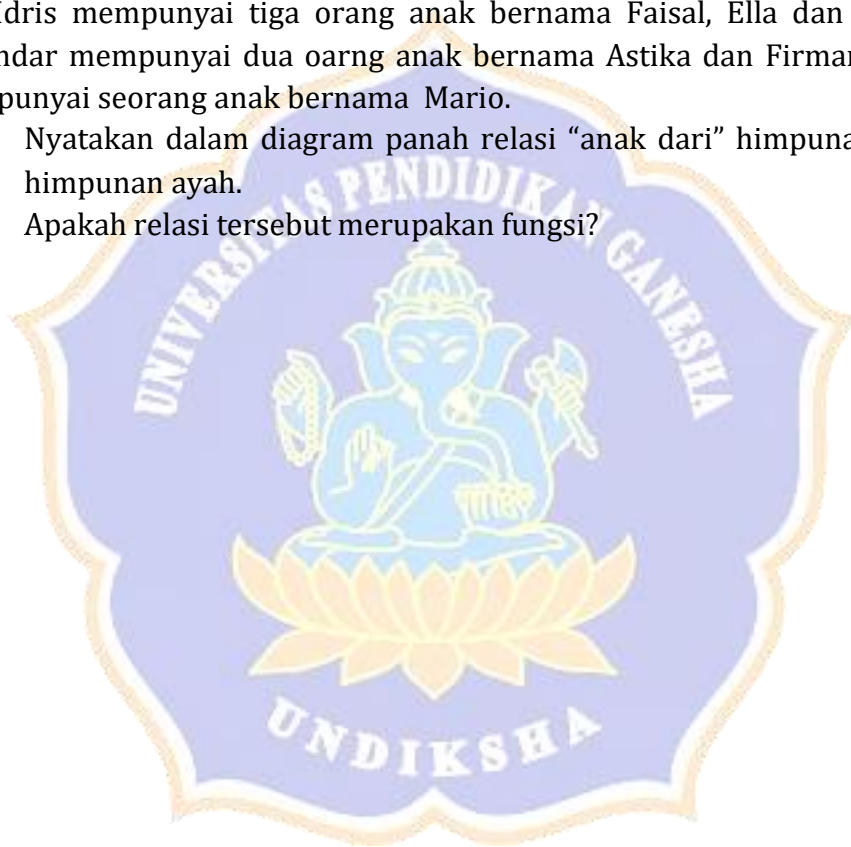 Idris mempunyai tiga orang anak bernama Faisal, Ella dan
ndar mempunyai dua oarng anak bernama Astika dan Firman
punyai seorang anak bernama Mario.
Nyatakan dalam diagram panah relasi “anak dari” himpuna
himpunan ayah.
Apakah relasi tersebut merupakan fungsi?
UNIVERSITAS PENDIDIKAN GANESHA
UNDIKSHA